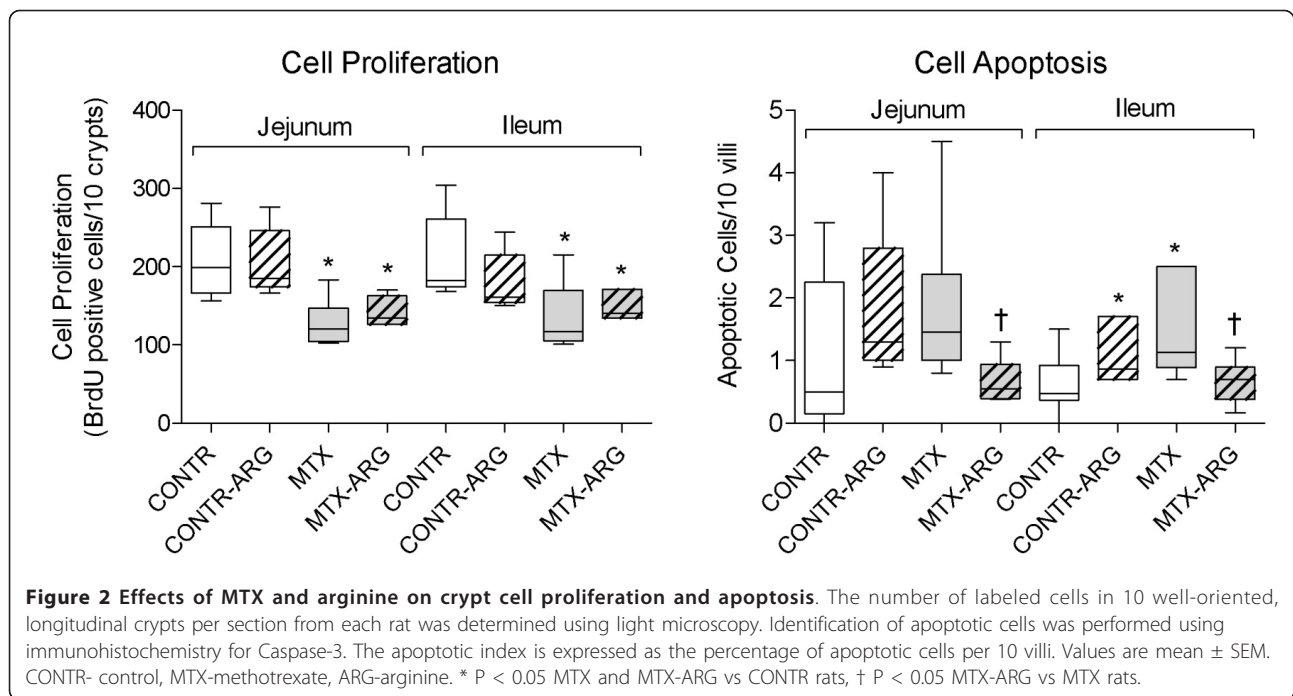 Cell Proliferation
Cell Proliferation
(BrdU positive cells/10 crypts)
400
300
200
100
0
Jejunum
Ileum
*
*
*
*
CONTR
CONTR-ARG
MTX
MTX-ARG
CONTR
CONTR-ARG
MTX
MTX-ARG
Cell Apoptosis
Apoptotic Cells/10 villi
5
4
3
2
1
0
Jejunum
Ileum
†
*
*
†
CONTR
CONTR-ARG
MTX
MTX-ARG
CONTR
CONTR-ARG
MTX
MTX-ARG
Figure 2 Effects of MTX and arginine on crypt cell proliferation and apoptosis. The number of labeled cells in 10 well-oriented,
longitudinal crypts per section from each rat was determined using light microscopy. Identification of apoptotic cells was performed using
immunohistochemistry for Caspase-3. The apoptotic index is expressed as the percentage of apoptotic cells per 10 villi. Values are mean ± SEM.
CONTR- control, MTX-methotrexate, ARG-arginine. * P < 0.05 MTX and MTX-ARG vs CONTR rats, † P < 0.05 MTX-ARG vs MTX rats.